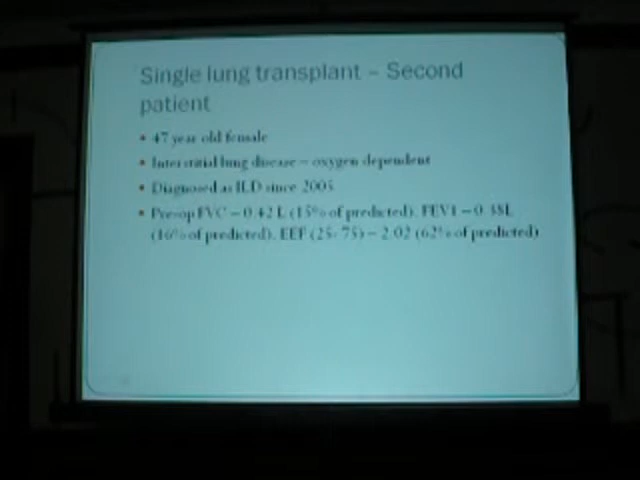 Single lung transplant – Second
patient
• 47 year old female
• Interstitial lung disease – oxygen dependent
• Diagnosed as ILD since 2005
• Pre-op FVC – 0.42 L (15% of predicted), FEV1 – 0.38L
(16% of predicted), EEF (25- 75) – 2.02 (62% of predicted)